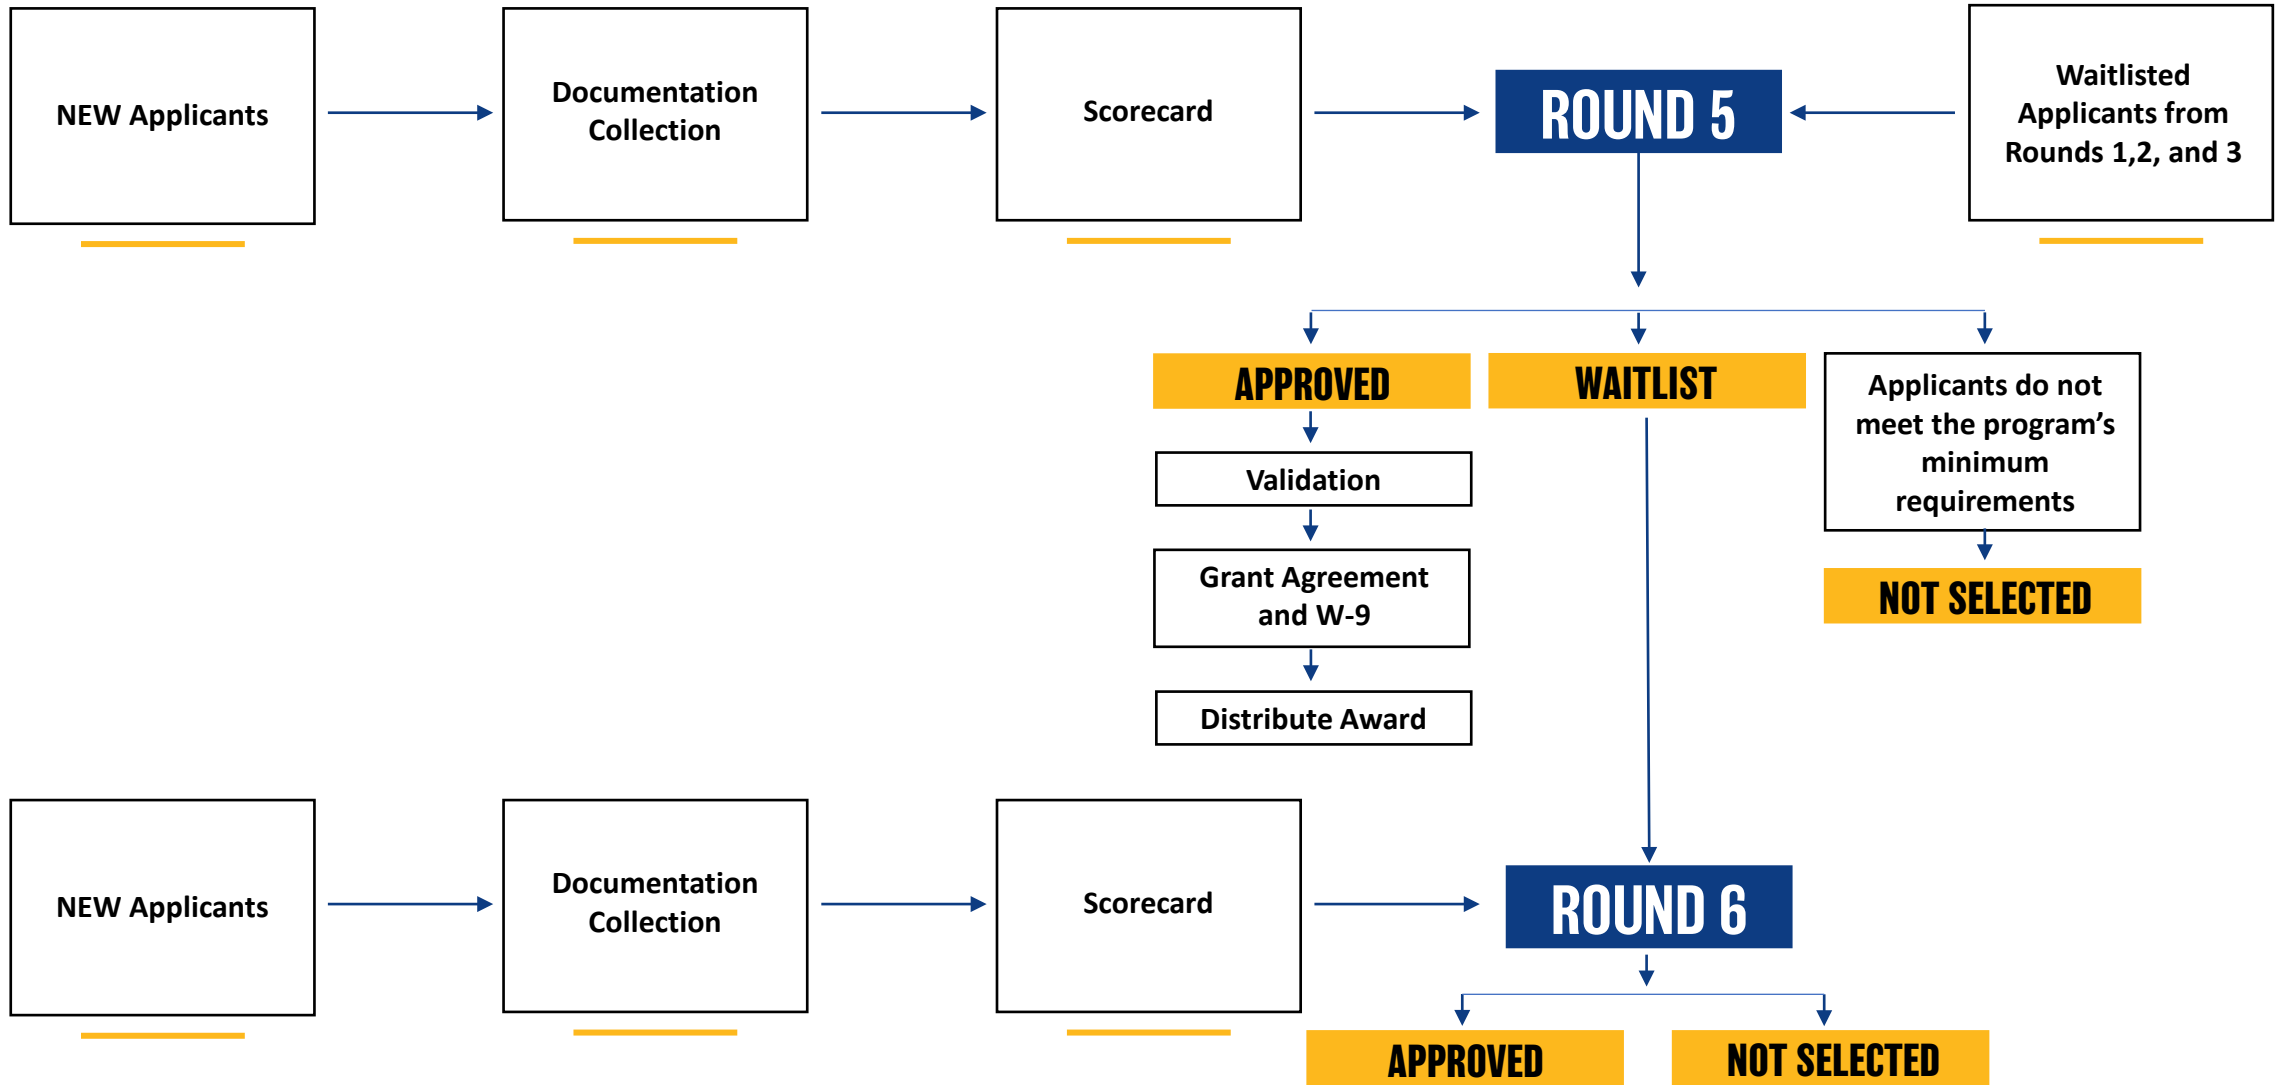 NEW Applicants
Documentation
Collection
Scorecard
ROUND 5
Waitlisted
Applicants from
Rounds 1,2, and 3
APPROVED
WAITLIST
Applicants do not
meet the program’s
minimum
requirements
Validation
Grant Agreement
and W-9
NOT SELECTED
Distribute Award
NEW Applicants
Documentation
Collection
Scorecard
ROUND 6
APPROVED
NOT SELECTED